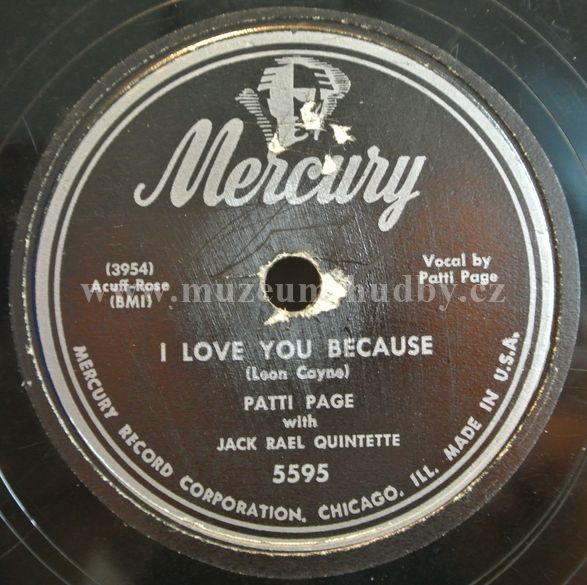 Mercury
(3954)
Acuff-Rose
(BMI)
Vocal by
Patti Page
www.muzeumhudby.cz
I LOVE YOU BECAUSE
(Leon Cayne)
PATTI PAGE
with
JACK RAEL QUINTETTE
5595
MERCURY RECORD CORPORATION, CHICAGO, ILL. MADE IN U.S.A.